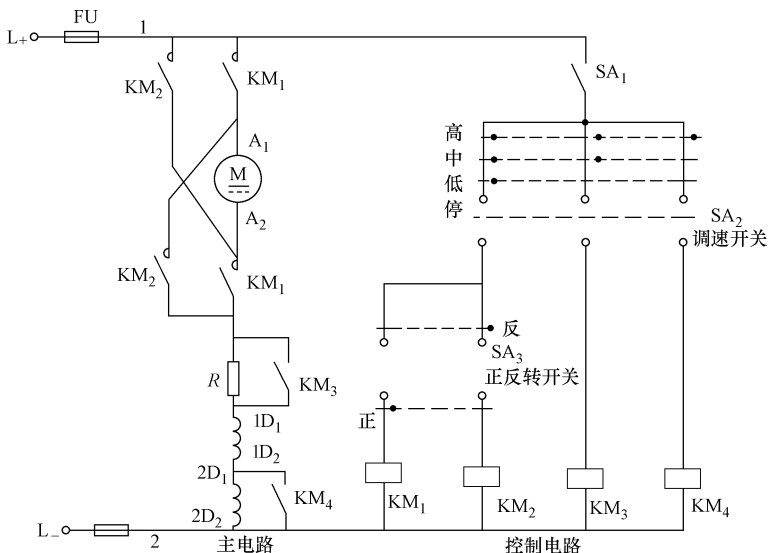 FU
L+
1
KM2
KM1
SA1
A1
M
A2
高
中
低
停
SA2
调速开关
KM2
KM1
反
SA3
正反转开关
R
KM3
正
1D1
1D2
2D1
2D2
KM4
KM1
KM2
KM3
KM4
L−
2
主电路
控制电路